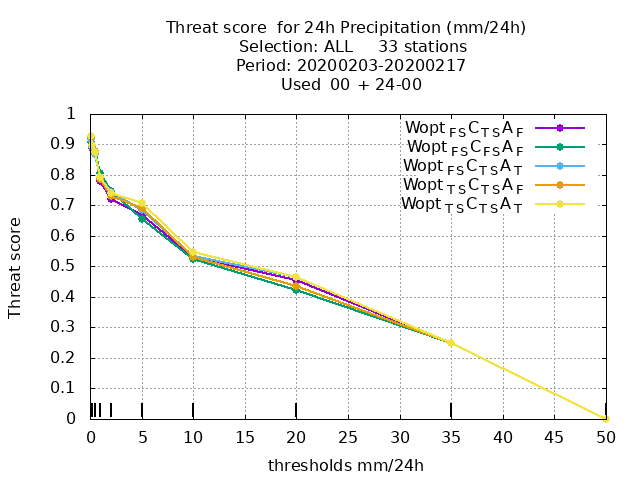 Threat score  for 24h Precipitation (mm/24h)
Selection: ALL     33 stations
Period: 20200203-20200217
Used  00 + 24-00
Wopt FS C TS A F
Wopt FS C FS A F
Wopt FS C TS A T
Wopt TS C TS A F
Wopt TS C TS A T
Threat score
1
0.9
0.8
0.7
0.6
0.5
0.4
0.3
0.2
0.1
0
0 5 10 15 20 25 30 35 40 45 50
thresholds mm/24h